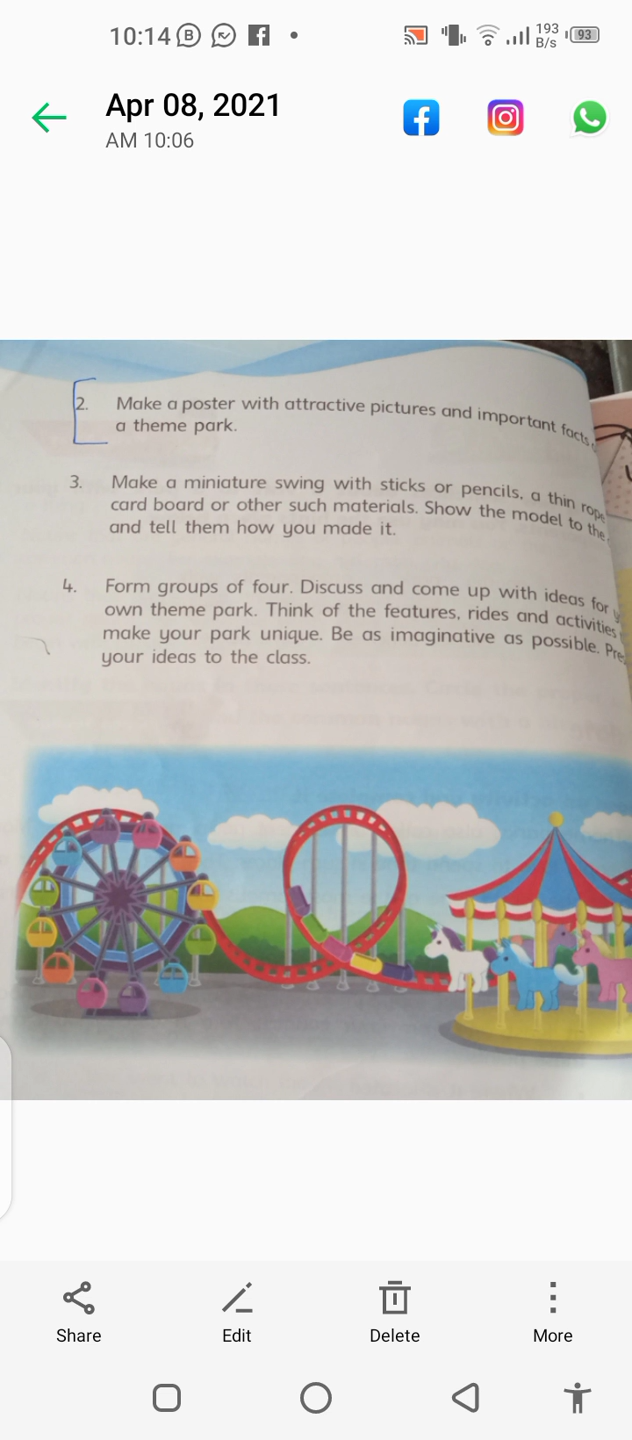 10:14
193
B/s
93
Apr 08, 2021
AM 10:06
2. Make a poster with attractive pictures and important facts
a theme park.
3. Make a miniature swing with sticks or pencils, a thin rope
card board or other such materials. Show the model to the
and tell them how you made it.
4. Form groups of four. Discuss and come up with ideas for
own theme park. Think of the features, rides and activities
make your park unique. Be as imaginative as possible. Pre
your ideas to the class.
Share Edit Delete More